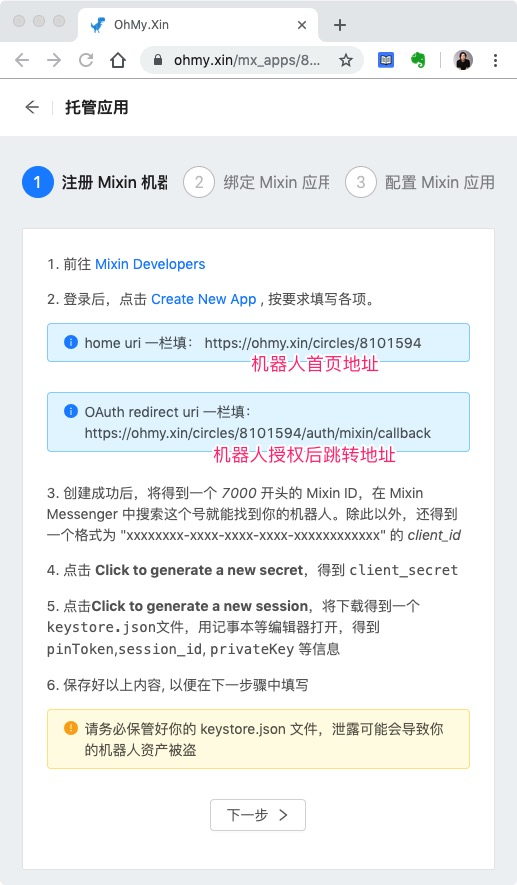 OhMy.Xin
ohmy.xin/mx_apps/8...
托管应用
1 注册 Mixin 机器
2 绑定 Mixin 应用
3 配置 Mixin 应用
1. 前往 Mixin Developers
2. 登录后，点击 Create New App , 按要求填写各项。
home uri 一栏填： https://ohmy.xin/circles/8101594
机器人首页地址
OAuth redirect uri 一栏填：
https://ohmy.xin/circles/8101594/auth/mixin/callback
机器人授权后跳转地址
3. 创建成功后，将得到一个 7000 开头的 Mixin ID，在 Mixin
Messenger 中搜索这个号就能找到你的机器人。除此以外，还得到
一个格式为 "xxxxxxxx-xxxx-xxxx-xxxx-xxxxxxxxxxxx" 的 client_id
4. 点击 Click to generate a new secret，得到 client_secret
5. 点击Click to generate a new session，将下载得到一个
keystore.json文件，用记事本等编辑器打开，得到
pinToken,session_id, privateKey 等信息
6. 保存好以上内容, 以便在下一步骤中填写
请务必保管好你的 keystore.json 文件，泄露可能会导致你
的机器人资产被盗
下一步